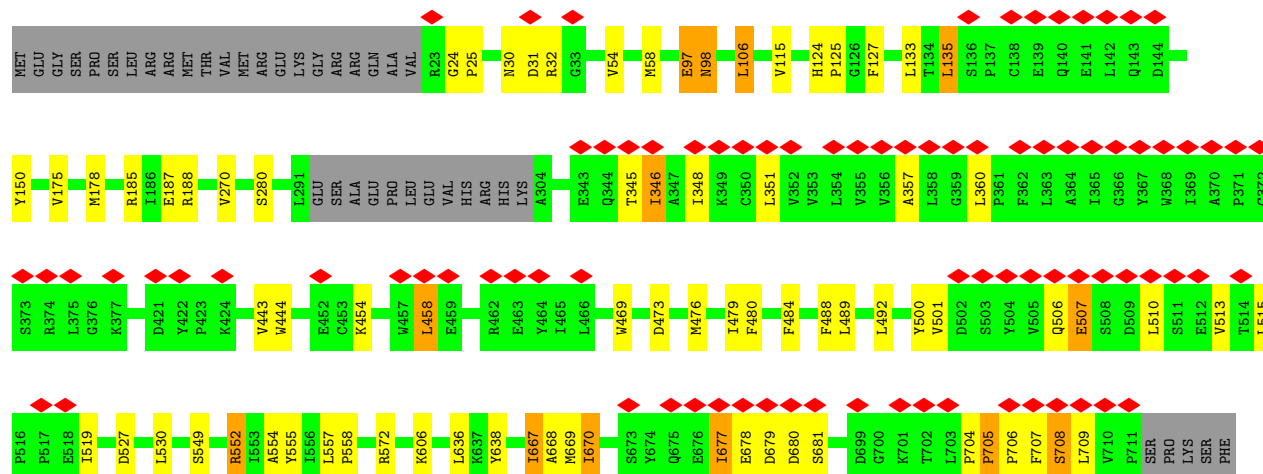 MET GLU GLY SER PRO SER LEU ARG ARG MET THR VAL MET ARG GLU LYS GLY ARG ARG GLN ALA VAL R23 G24 P25 N30 D31 R32 G33 V54 M58 E97 N98 L106 V115 H124 P125 G126 F127 L133 T134 L135 S136 P137 C138 E139 Q140 E141 L142 Q143 D144
Y150 V175 M178 R185 I186 E187 R188 V270 S280 L291 GLU SER ALA GLU PRO LEU GLU VAL HIS ARG HIS LYS A304 E343 Q344 T345 I346 A347 I348 K349 C350 L351 V352 V353 L354 V355 V356 A357 L358 G359 L360 P361 F362 L363 A364 I365 G366 Y367 W368 I369 A370 P371 G372
S373 R374 L375 G376 K377 D421 Y422 P423 K424 V443 W444 E452 C453 K454 W457 L458 E459 R462 E463 Y464 I465 L466 W469 D473 M476 I479 F480 F484 F488 L489 L492 Y500 V501 D502 S503 Y504 V505 Q506 E507 S508 D509 L510 S511 E512 V513 T514 L515
P516 P517 E518 I519 D527 L530 S549 R552 I553 A554 Y555 I556 L557 P558 R572 K606 L636 K637 Y638 I667 A668 M669 I670 S673 Y674 Q675 E676 I677 E678 D679 D680 S681 D699 G700 K701 T702 L703 P704 P705 P706 F707 S708 L709 V710 P711 SER PRO LYS SER PHE